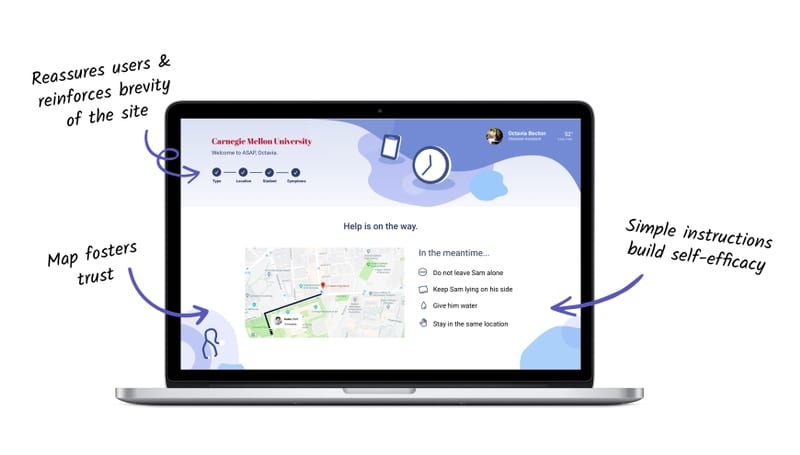 Reassures users &
reinforces brevity
of the site
Carnegie Mellon University
Welcome to ASAP, Octavia.
Type Location Student Symptoms
Octavia Becton
52°
Help is on the way.
Map fosters
trust
In the meantime...
Do not leave Sam alone
Keep Sam lying on his side
Give him water
Stay in the same location
Simple instructions
build self-efficacy